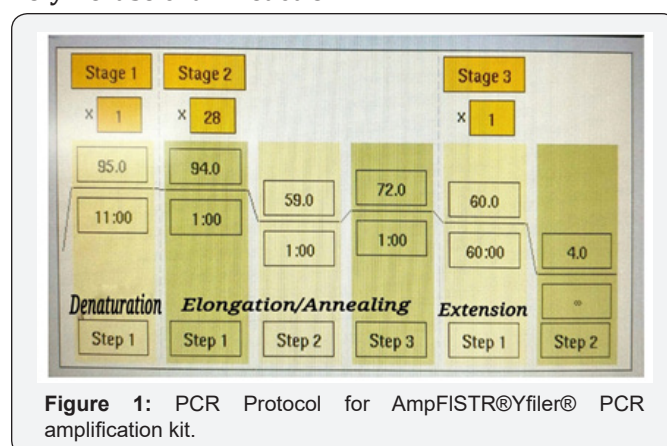 Stage 1 Stage 2 Stage 3
x 1 x 28 x 1
95.0 94.0 59.0 72.0 60.0 4.0
11:00 1:00 1:00 1:00 60:00 ∞
Denaturation Elongation/Annealing Extension
Step 1 Step 1 Step 2 Step 3 Step 1 Step 2
Figure 1: PCR Protocol for AmpFISTR®Yfiler® PCR
amplification kit.